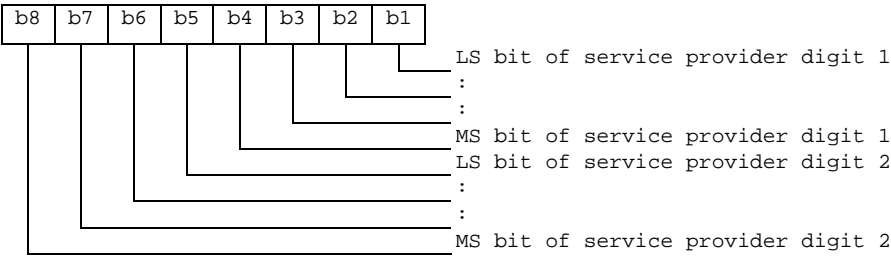 b8 b7 b6 b5 b4 b3 b2 b1
LS bit of service provider digit 1
:
:
MS bit of service provider digit 1
LS bit of service provider digit 2
:
:
MS bit of service provider digit 2